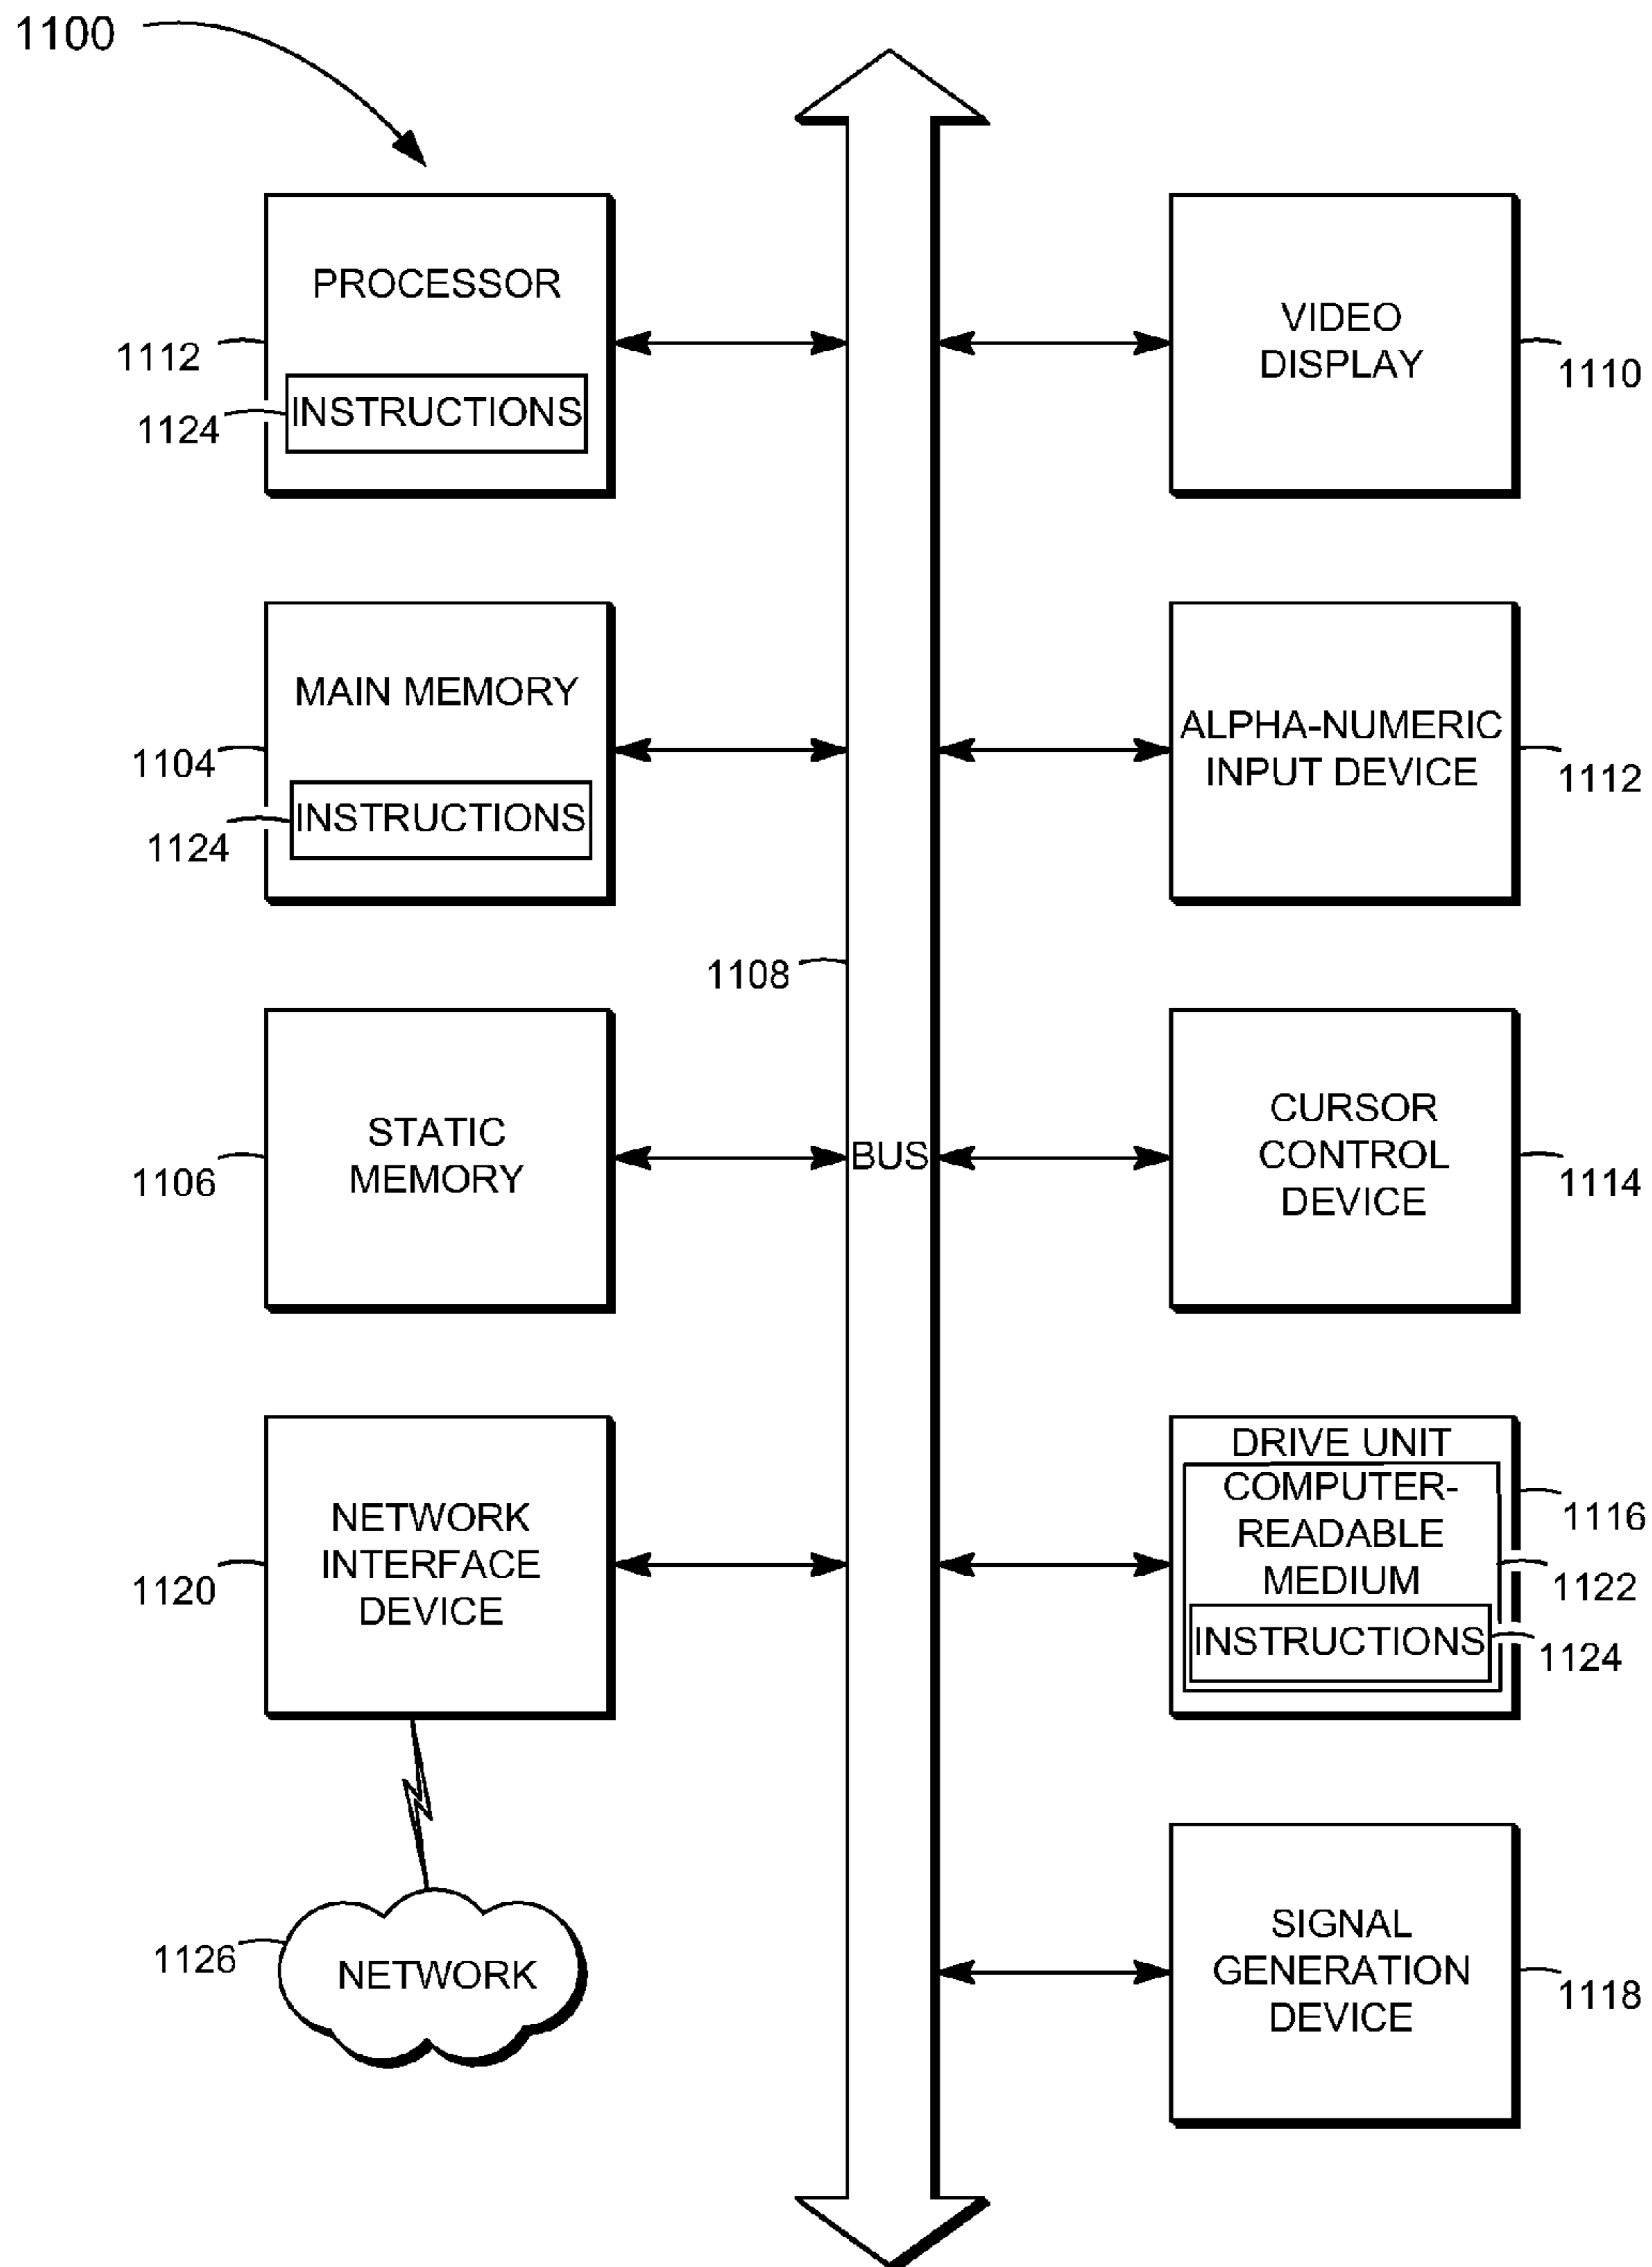 1100
PROCESSOR
1112
INSTRUCTIONS
1124
VIDEO
DISPLAY
1110
MAIN MEMORY
1104
INSTRUCTIONS
1124
ALPHA-NUMERIC
INPUT DEVICE
1112
1108
STATIC
MEMORY
1106
BUS
CURSOR
CONTROL
DEVICE
1114
NETWORK
INTERFACE
DEVICE
1120
DRIVE UNIT
COMPUTER-
READABLE
MEDIUM
1116
1122
INSTRUCTIONS
1124
1126
NETWORK
SIGNAL
GENERATION
DEVICE
1118